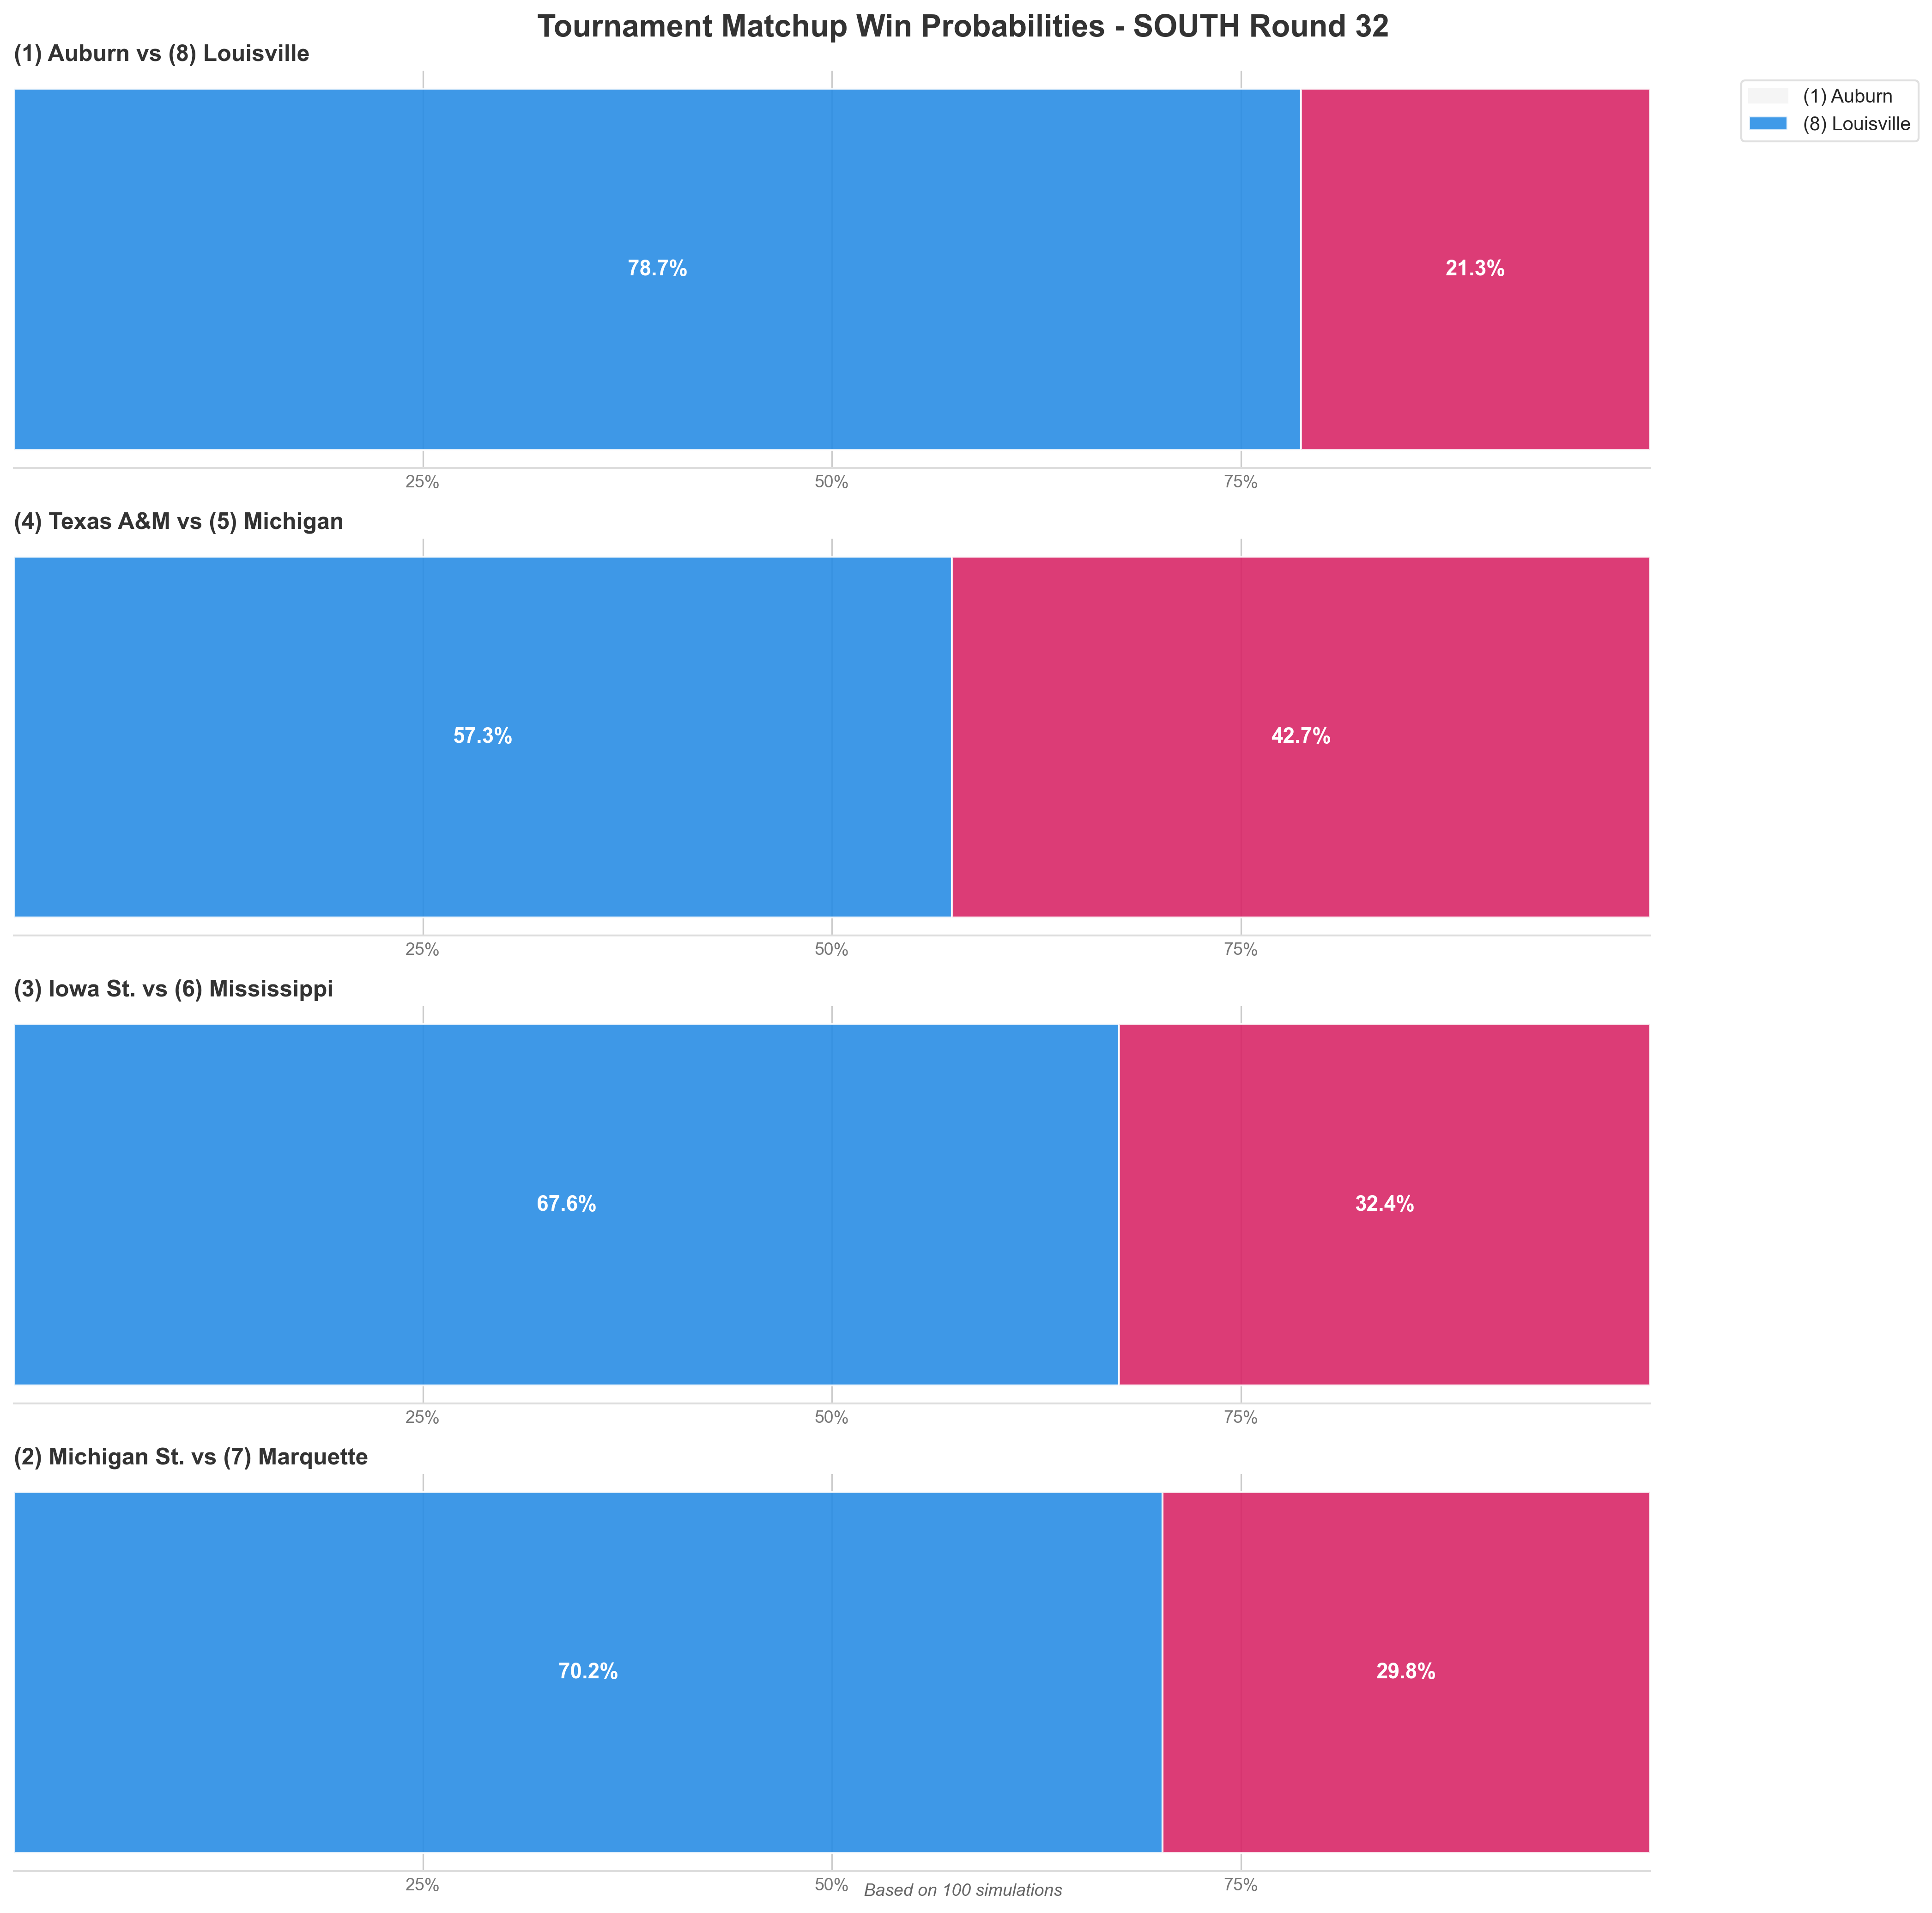 Tournament Matchup Win Probabilities - SOUTH Round 32
(1) Auburn vs (8) Louisville
(1) Auburn
(8) Louisville
78.7%
21.3%
25%
50%
75%
(4) Texas A&M vs (5) Michigan
57.3%
42.7%
25%
50%
75%
(3) Iowa St. vs (6) Mississippi
67.6%
32.4%
25%
50%
75%
(2) Michigan St. vs (7) Marquette
70.2%
29.8%
25%
50%
75%
Based on 100 simulations